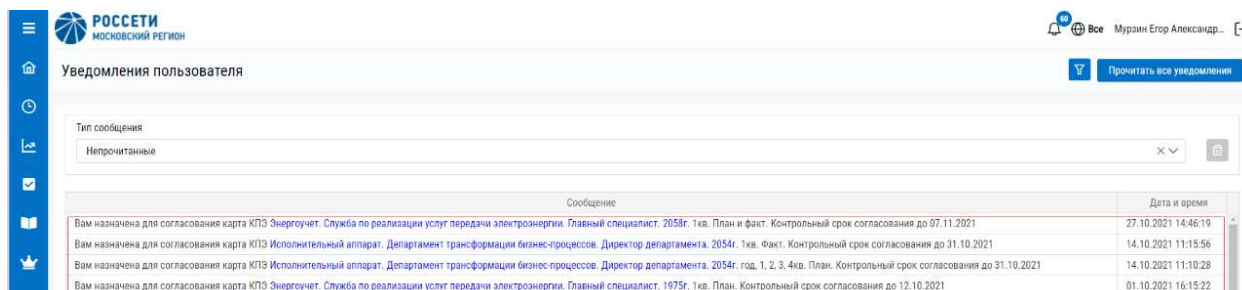 РОССЕТИ
МОСКОВСКИЙ РЕГИОН
60
Все Мурзин Егор Александр...
Уведомления пользователя
Прочитать все уведомления
Тип сообщения
Непрочитанные
Сообщение Дата и время
Вам назначена для согласования карта КПЭ Энергоучет. Служба по реализации услуг передачи электроэнергии. Главный специалист. 2058г. 1кв. План и факт. Контрольный срок согласования до 07.11.2021 27.10.2021 14:46:19
Вам назначена для согласования карта КПЭ Исполнительный аппарат. Департамент трансформации бизнес-процессов. Директор департамента. 2054г. 1кв. Факт. Контрольный срок согласования до 31.10.2021 14.10.2021 11:15:56
Вам назначена для согласования карта КПЭ Исполнительный аппарат. Департамент трансформации бизнес-процессов. Директор департамента. 2054г. год, 1, 2, 3, 4кв. План. Контрольный срок согласования до 31.10.2021 14.10.2021 11:10:28
Вам назначена для согласования карта КПЭ Энергоучет. Служба по реализации услуг передачи электроэнергии. Главный специалист. 1975г. 1кв. План. Контрольный срок согласования до 12.10.2021 01.10.2021 16:15:22